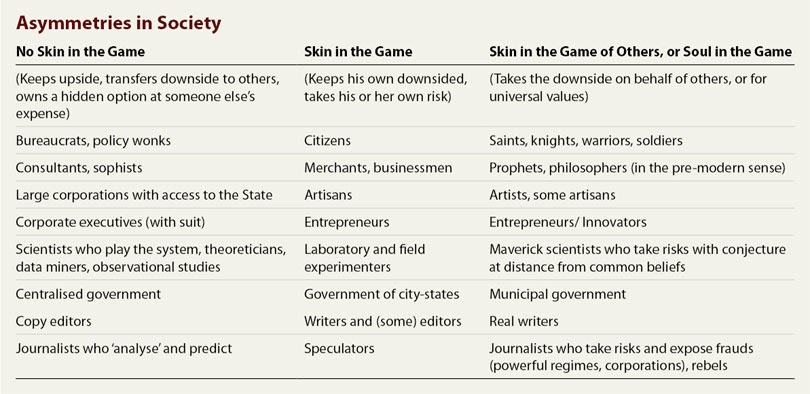 Asymmetries in Society
No Skin in the Game Skin in the Game Skin in the Game of Others, or Soul in the Game
(Keeps upside, transfers downside to others, (Keeps his own downsided, (Takes the downside on behalf of others, or for
owns a hidden option at someone else's takes his or her own risk) universal values)
expense)
Bureaucrats, policy wonks Citizens Saints, knights, warriors, soldiers
Consultants, sophists Merchants, businessmen Prophets, philosophers (in the pre-modern sense)
Large corporations with access to the State Artisans Artists, some artisans
Corporate executives (with suit) Entrepreneurs Entrepreneurs/ Innovators
Scientists who play the system, theoreticians, Laboratory and field Maverick scientists who take risks with conjecture
data miners, observational studies experimenters at distance from common beliefs
Centralised government Government of city-states Municipal government
Copy editors Writers and (some) editors Real writers
Journalists who 'analyse' and predict Speculators Journalists who take risks and expose frauds
(powerful regimes, corporations), rebels